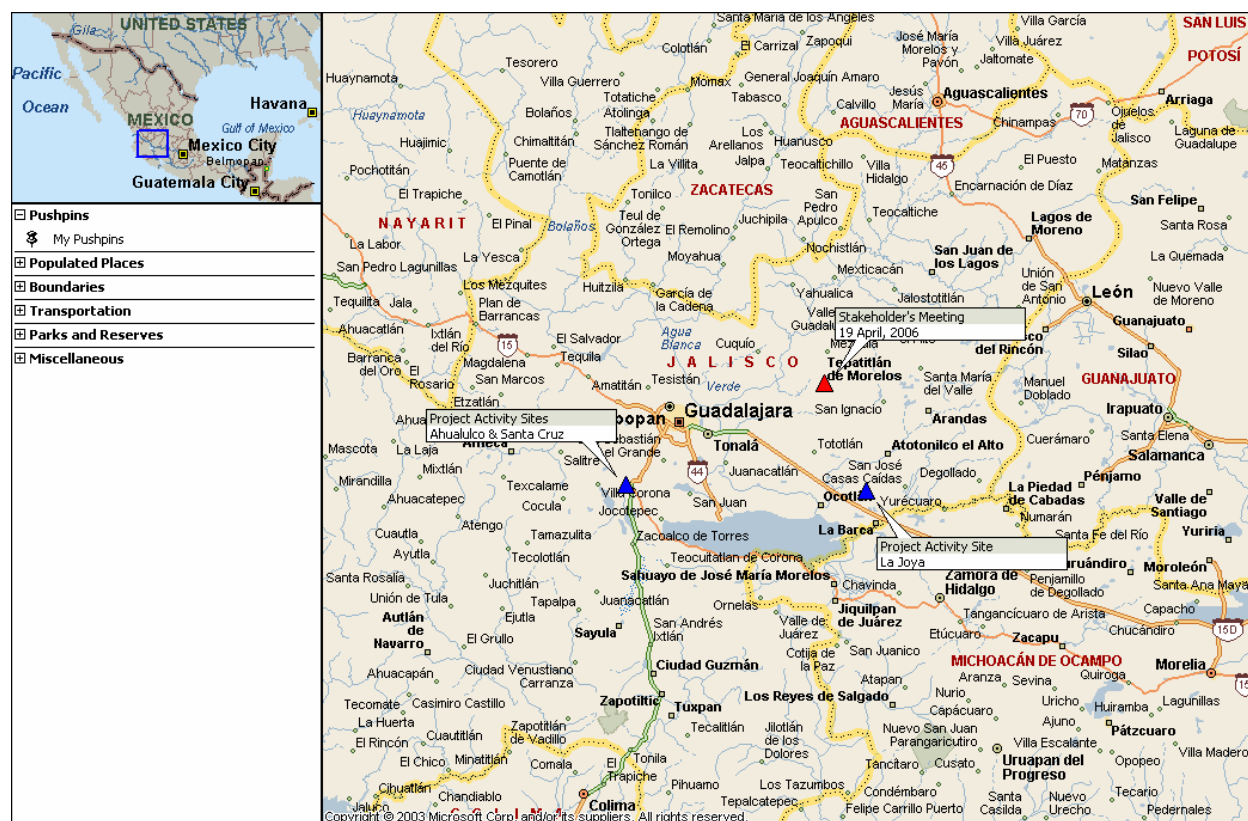 UNITED STATES
Gila
Pacific
Ocean
Havana
MEXICO
Gulf of Mexico
Mexico City
Belmopan
Guatemala City
Pushpins
My Pushpins
Populated Places
Boundaries
Transportation
Parks and Reserves
Miscellaneous
Santa María de los Angeles
Villa García
SAN LUIS
POTOSÍ
Colotlán
El Carrizal
Zapoqui
José María
Morelos y
Pavón
Villa Juárez
Jaltomate
Huaynamota
Tesorero
Villa Guerrero
Momax
General Joaquín Amaro
Jesús
María
Aguascalientes
70
Arriaga
Totatiche
Tabasco
Calvillo
Huaynamota
Bolaños
Atolinga
AGUASCALIENTES
Chinampas
Ojuelos
de
Jalisco
Laguna de
Guadalupe
Huajimic
Chimaltitán
Tlaltenango de
Sánchez Román
Los
Arellanos
Huanusco
Pochotitán
Puente de
Camotlán
La Villita
Jalpa
Teocaltichillo
Villa
Hidalgo
45
El Puesto
Matanzas
El Trapiche
Tonilco
ZACATECAS
San
Pedro
Apulco
Encarnación de Díaz
San Felipe
NAYARIT
El Pinal
Bolaños
Teul de
González
Ortega
Juchipila
Teocaltiche
Lagos de
Moreno
Santa Rosa
La Labor
El Remolino
Nochistlán
San Juan de
los Lagos
La Quemada
San Pedro Lagunillas
La Yesca
Moyahua
Mexticacán
Unión
de San
Antonio
Los Mezquites
Huitzila
García de
la Cadena
Yahualica
Jalostotitlán
León
Nuevo Valle
de Moreno
Tequilita
Jala
Plan de
Barrancas
Valle
Guadalu
Stakeholder's Meeting
19 April, 2006
Guanajuato
Ahuacatlán
Ixtlán
del Río
15
El Salvador
Agua
Blanca
Cuquío
del Rincón
Silao
Barranca
del Oro
El
Rosario
Magdalena
Tequila
JALISCO
Tepatitlán
de Morelos
Santa María
del Valle
Manuel
Doblado
GUANAJUATO
San Marcos
Amatitán
Tesistán
Verde
Etzatlán
San Ignacio
Arandas
Irapuato
Guadalajara
Project Activity Sites
Ahualulco & Santa Cruz
popan
Tonalá
Tototlán
Atotonilco el Alto
Cuerámaro
Santa Elena
Salamanca
Mascota
La Laja
Sebastián
el Grande
44
Juanacatlán
San José
Casas Caídas
Degollado
Mixtlán
Salitre
Mirandilla
Texcalame
Villa Corona
San Juan
Ocotlán
Yurécuaro
La Piedad
de Cabadas
Pénjamo
Valle de
Santiago
Ahuacatepec
Cocula
Jocotepec
Numarán
Cuautla
Atengo
Tamazulita
Zacoalco de Torres
La Barca
Santa Fe del Río
Yuriria
Ayutla
Tecolotlán
Teocuitatlan de Corona
Project Activity Site
La Joya
uruándiro
Moroleón
Santa Rosalia
Juchitlán
Sahuayo de José María Morelos
Chavinda
Zamora de
Hidalgo
Penjamillo
de Degollado
Santa Ana Maya
Unión de Tula
Tapalpa
Juanacatlán
Ornelas
Jiquilpan
de Juárez
Tangancícuaro de Arista
Capacho
Autlán
de
Navarro
Ejutla
San Andrés
Ixtlán
Valle de
Juárez
Etúcuaro
Chucándiro
15D
El Grullo
Sayula
Zacapu
Ahuacapán
Ciudad Venustiano
Carranza
Ciudad Guzmán
Cotija de
la Paz
San Juanico
MICHOACÁN DE OCAMPO
Morelia
Atapan
Aranza
Sevina
Quiroga
15
Tecomate
Casimiro Castillo
Zapotiltic
Los Reyes de Salgado
Nurio
Uricho
Huiramba
Lagunillas
La Huerta
Tuxpan
Capácuaro
Ajuno
Pátzcuaro
El Rincón
Cuautitlán
Zapotitlán
de Vadillo
Tecalitlán
Jilotlán
de los
Dolores
Nuevo San Juan
Parangaricutiro
Villa Escalante
Villa Madero
El Chico
Minatitlán
Comala
El
Trapiche
Tonila
Tancítaro
Cusato
Uruapan del
Progreso
Opopeo
Cihuatlán
Chandiablo
Pihuamo
Los Tazumbos
Condémbaro
Santa
Casilda
Nuevo
Urecho
Tecario
Jaluco
Colima
Tepalcatepec
Felipe Carrillo Puerto
Pedernales
Copyright © 2003 Microsoft Corp. and/or its suppliers. All rights reserved.